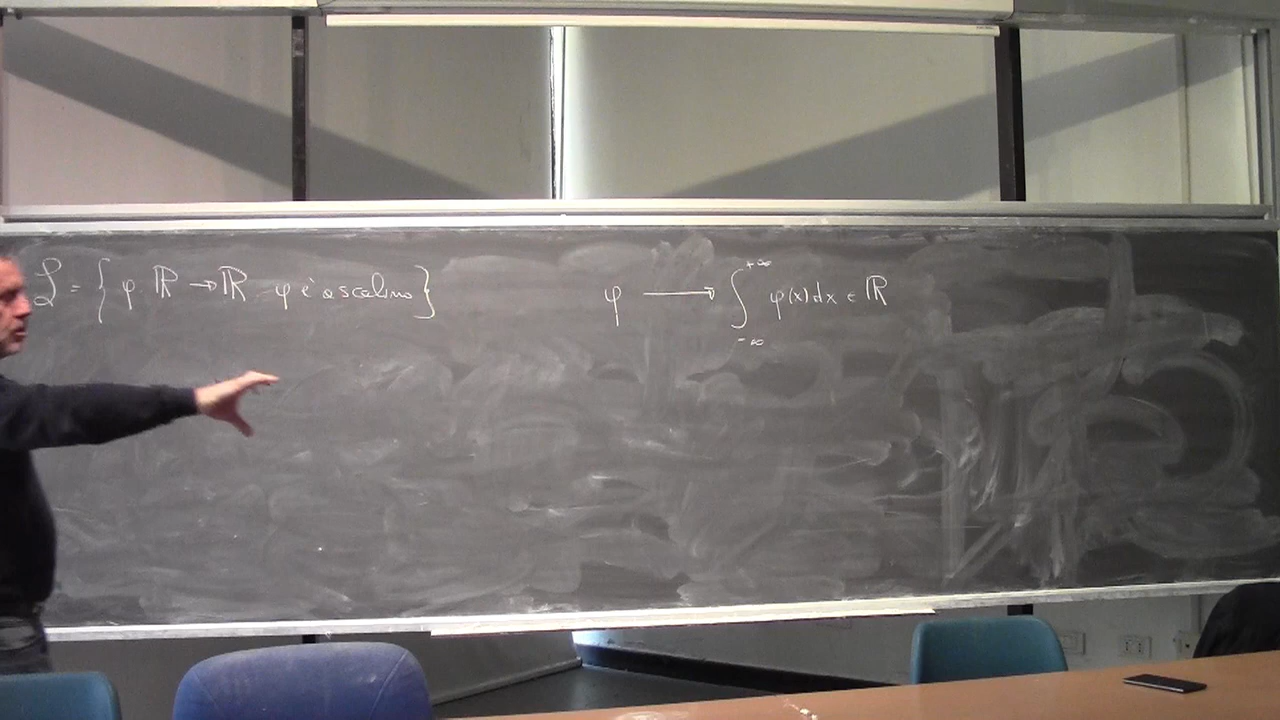 𝒮 = { φ ℝ → ℝ φ è a scalino }
φ ⟶ ∫_{-∞}^{+∞} φ(x)dx ∈ ℝ